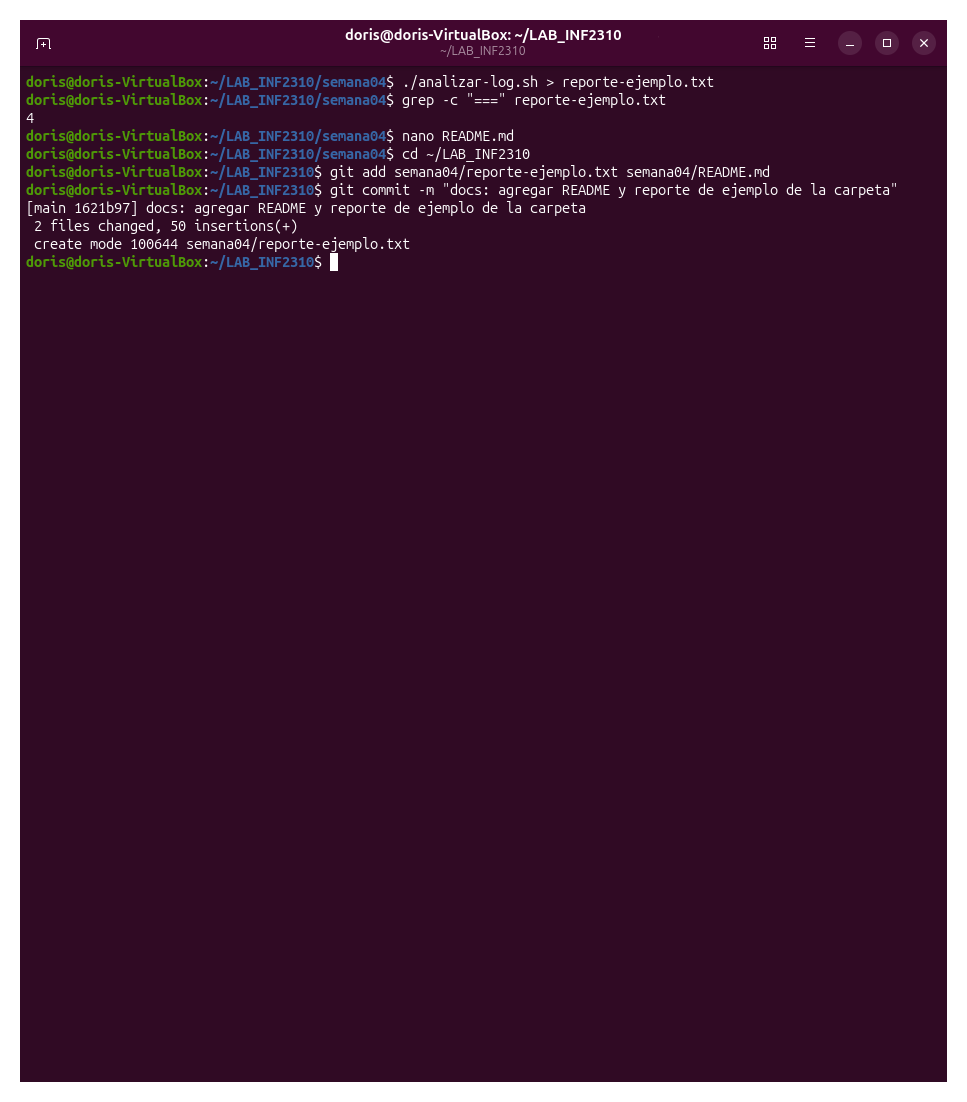 doris@doris-VirtualBox: ~/LAB_INF2310
~/LAB_INF2310
doris@doris-VirtualBox:~/LAB_INF2310/semana04$ ./analizar-log.sh > reporte-ejemplo.txt
doris@doris-VirtualBox:~/LAB_INF2310/semana04$ grep -c "===" reporte-ejemplo.txt
4
doris@doris-VirtualBox:~/LAB_INF2310/semana04$ nano README.md
doris@doris-VirtualBox:~/LAB_INF2310/semana04$ cd ~/LAB_INF2310
doris@doris-VirtualBox:~/LAB_INF2310$ git add semana04/reporte-ejemplo.txt semana04/README.md
doris@doris-VirtualBox:~/LAB_INF2310$ git commit -m "docs: agregar README y reporte de ejemplo de la carpeta"
[main 1621b97] docs: agregar README y reporte de ejemplo de la carpeta
 2 files changed, 50 insertions(+)
 create mode 100644 semana04/reporte-ejemplo.txt
doris@doris-VirtualBox:~/LAB_INF2310$